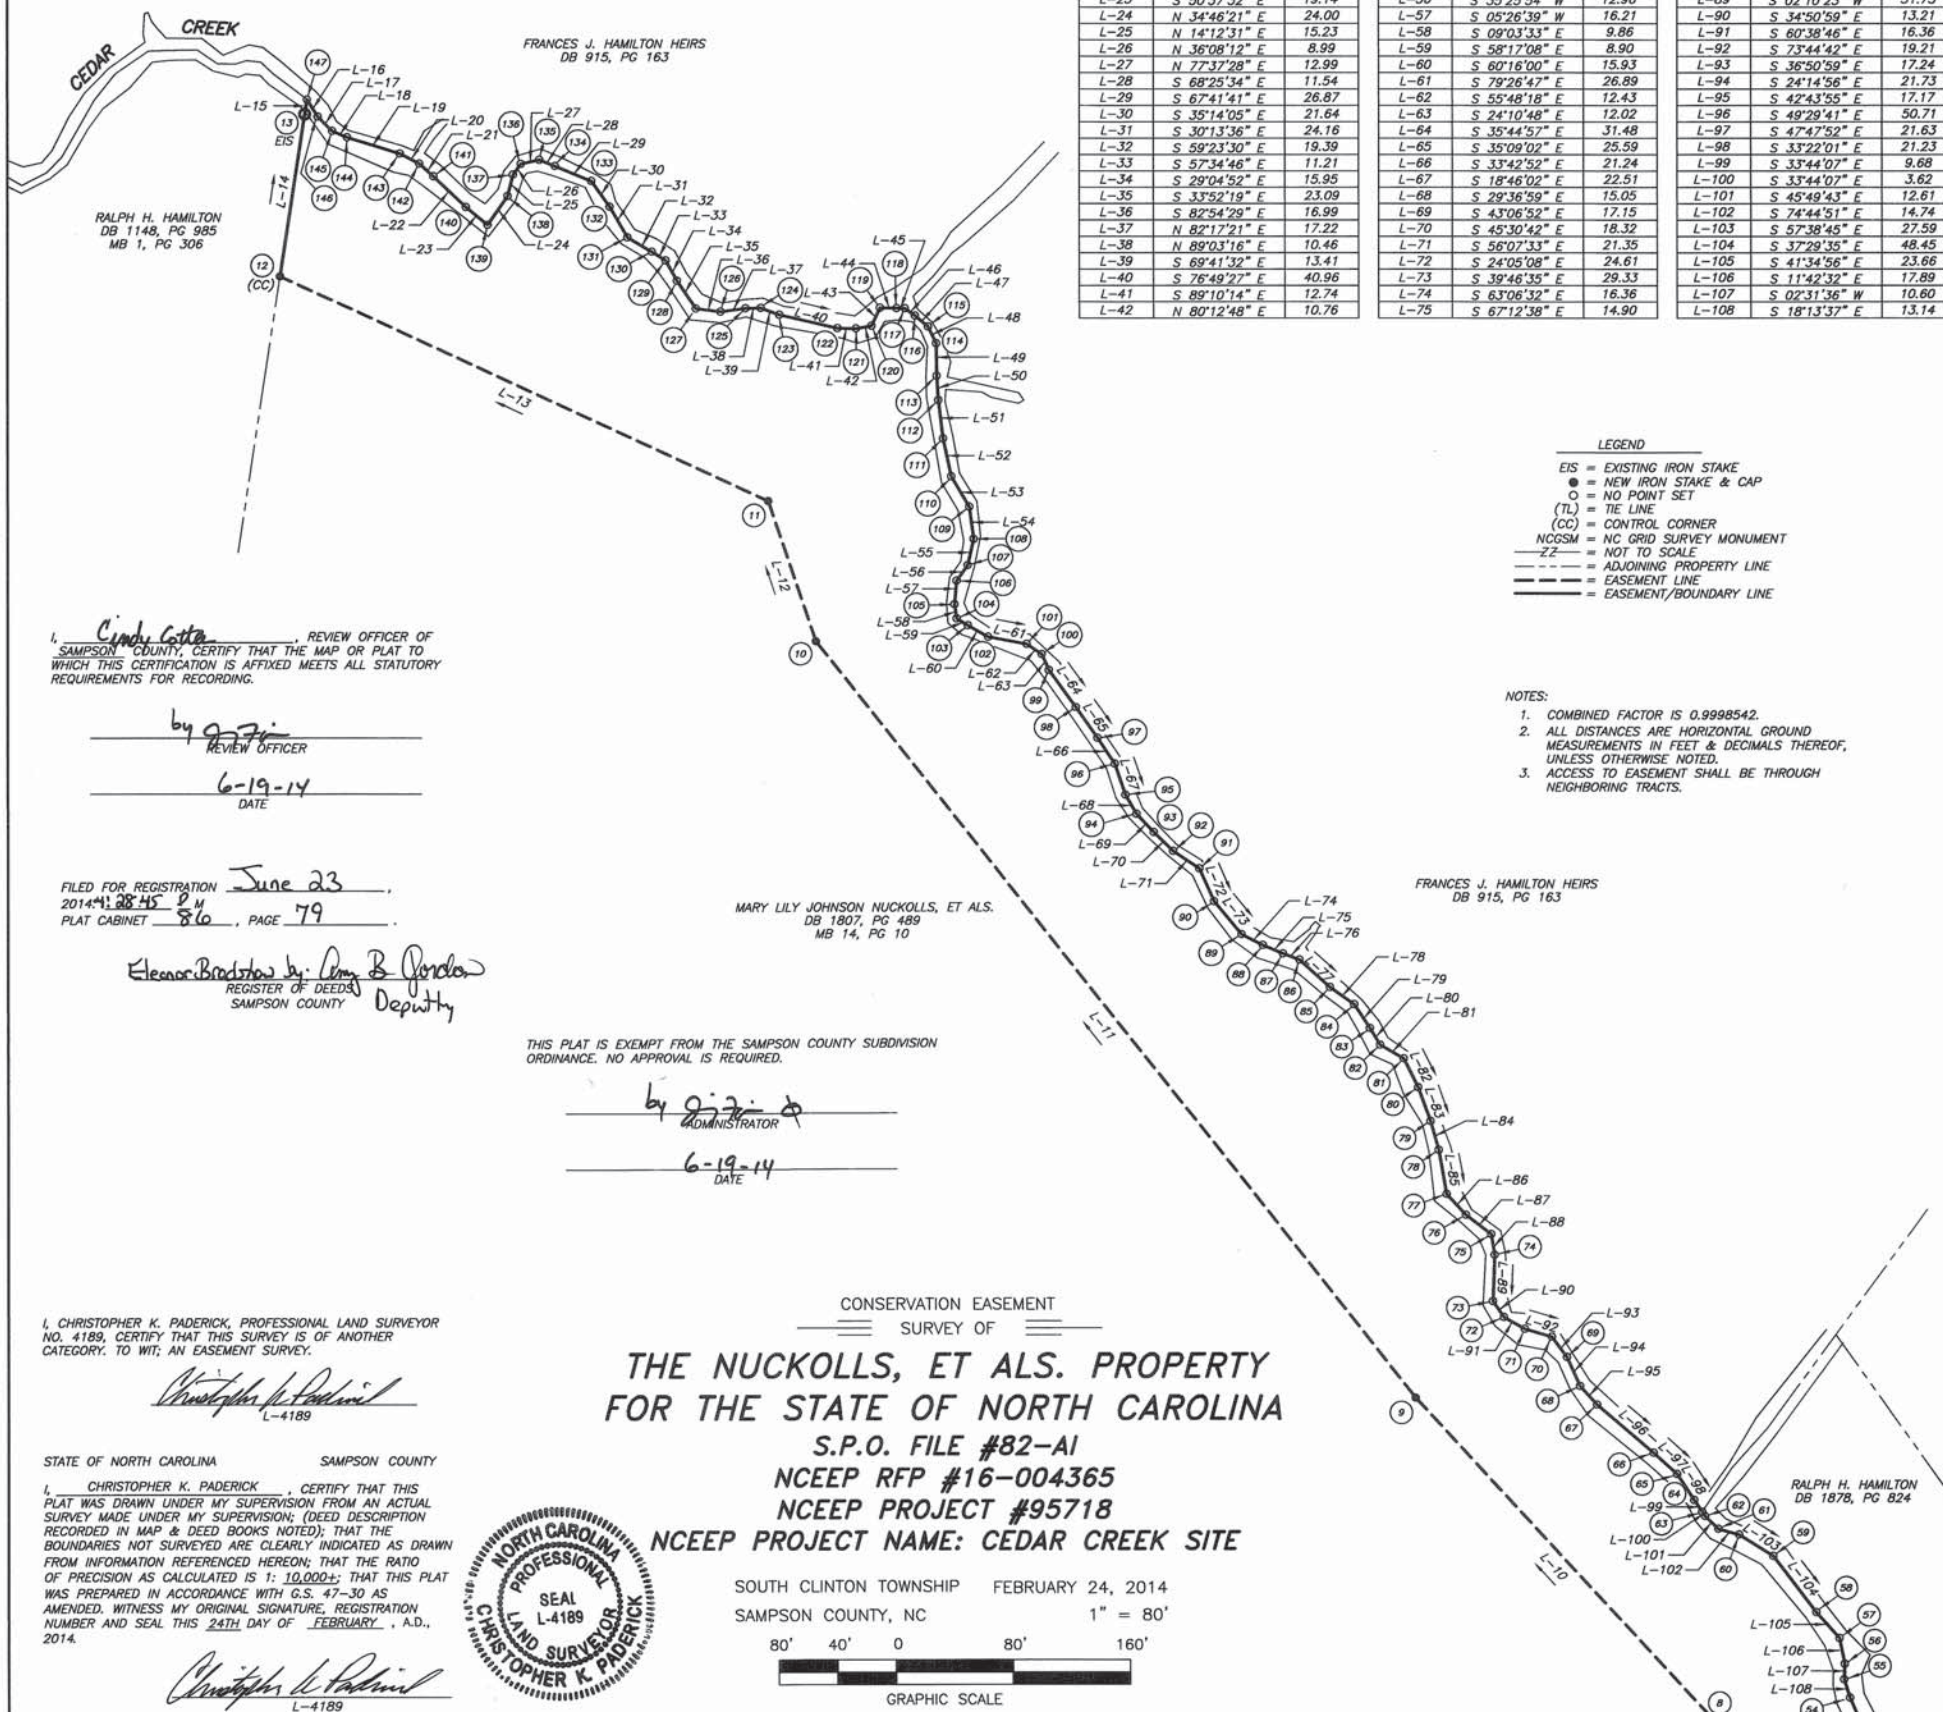 CREEK
CEDAR
FRANCES J. HAMILTON HEIRS
DB 915, PG 163
RALPH H. HAMILTON
DB 1148, PG 985
MB 1, PG 306
EIS
(CC)
L-24 N 34°46'21" E 24.00 L-57 S 05°26'39" W 16.21 L-90 S 34°50'59" E 13.21
L-25 N 14°12'31" E 15.23 L-58 S 09°03'33" E 9.86 L-91 S 60°38'46" E 16.36
L-26 N 36°08'12" E 8.99 L-59 S 58°17'08" E 8.90 L-92 S 73°44'42" E 19.21
L-27 N 77°37'28" E 12.99 L-60 S 60°16'00" E 15.93 L-93 S 36°50'59" E 17.24
L-28 S 68°25'34" E 11.54 L-61 S 79°26'47" E 26.89 L-94 S 24°14'56" E 21.73
L-29 S 67°41'41" E 26.87 L-62 S 55°48'18" E 12.43 L-95 S 42°43'55" E 17.17
L-30 S 35°14'05" E 21.64 L-63 S 24°10'48" E 12.02 L-96 S 49°29'41" E 50.71
L-31 S 30°13'36" E 24.16 L-64 S 35°44'57" E 31.48 L-97 S 47°47'52" E 21.63
L-32 S 59°23'30" E 19.39 L-65 S 35°09'02" E 25.59 L-98 S 33°22'01" E 21.23
L-33 S 57°34'46" E 11.21 L-66 S 33°42'52" E 21.24 L-99 S 33°44'07" E 9.68
L-34 S 29°04'52" E 15.95 L-67 S 18°46'02" E 22.51 L-100 S 33°44'07" E 3.62
L-35 S 33°52'19" E 23.09 L-68 S 29°36'59" E 15.05 L-101 S 45°49'43" E 12.61
L-36 S 82°54'29" E 16.99 L-69 S 43°06'52" E 17.15 L-102 S 74°44'51" E 14.74
L-37 N 82°17'21" E 17.22 L-70 S 45°30'42" E 18.32 L-103 S 57°38'45" E 27.59
L-38 N 89°03'16" E 10.46 L-71 S 56°07'33" E 21.35 L-104 S 37°29'35" E 48.45
L-39 S 69°41'32" E 13.41 L-72 S 24°05'08" E 24.61 L-105 S 41°34'56" E 23.66
L-40 S 76°49'27" E 40.96 L-73 S 39°46'35" E 29.33 L-106 S 11°42'32" E 17.89
L-41 S 89°10'14" E 12.74 L-74 S 63°06'32" E 16.36 L-107 S 02°31'36" W 10.60
L-42 N 80°12'48" E 10.76 L-75 S 67°12'38" E 14.90 L-108 S 18°13'37" E 13.14
LEGEND
EIS = EXISTING IRON STAKE
= NEW IRON STAKE & CAP
= NO POINT SET
(TL) = TIE LINE
(CC) = CONTROL CORNER
NCGSM = NC GRID SURVEY MONUMENT
ZZ = NOT TO SCALE
= ADJOINING PROPERTY LINE
= EASEMENT LINE
= EASEMENT/BOUNDARY LINE
NOTES:
1. COMBINED FACTOR IS 0.9998542.
2. ALL DISTANCES ARE HORIZONTAL GROUND
MEASUREMENTS IN FEET & DECIMALS THEREOF,
UNLESS OTHERWISE NOTED.
3. ACCESS TO EASEMENT SHALL BE THROUGH
NEIGHBORING TRACTS.
I, Cindy Cotter, REVIEW OFFICER OF
SAMPSON COUNTY, CERTIFY THAT THE MAP OR PLAT TO
WHICH THIS CERTIFICATION IS AFFIXED MEETS ALL STATUTORY
REQUIREMENTS FOR RECORDING.
by
REVIEW OFFICER
6-19-14
DATE
FILED FOR REGISTRATION June 23,
2014 4:28:45 P M
PLAT CABINET 86, PAGE 79.
Eleanor Bradshaw by: Amy B Jordan
REGISTER OF DEEDS
SAMPSON COUNTY Deputy
MARY LILY JOHNSON NUCKOLLS, ET ALS.
DB 1807, PG 489
MB 14, PG 10
FRANCES J. HAMILTON HEIRS
DB 915, PG 163
THIS PLAT IS EXEMPT FROM THE SAMPSON COUNTY SUBDIVISION
ORDINANCE. NO APPROVAL IS REQUIRED.
by
ADMINISTRATOR
6-19-14
DATE
I, CHRISTOPHER K. PADERICK, PROFESSIONAL LAND SURVEYOR
NO. 4189, CERTIFY THAT THIS SURVEY IS OF ANOTHER
CATEGORY. TO WIT; AN EASEMENT SURVEY.
Christopher K Paderick
L-4189
STATE OF NORTH CAROLINA SAMPSON COUNTY
I, CHRISTOPHER K. PADERICK, CERTIFY THAT THIS
PLAT WAS DRAWN UNDER MY SUPERVISION FROM AN ACTUAL
SURVEY MADE UNDER MY SUPERVISION; (DEED DESCRIPTION
RECORDED IN MAP & DEED BOOKS NOTED); THAT THE
BOUNDARIES NOT SURVEYED ARE CLEARLY INDICATED AS DRAWN
FROM INFORMATION REFERENCED HEREON; THAT THE RATIO
OF PRECISION AS CALCULATED IS 1: 10,000+; THAT THIS PLAT
WAS PREPARED IN ACCORDANCE WITH G.S. 47-30 AS
AMENDED. WITNESS MY ORIGINAL SIGNATURE, REGISTRATION
NUMBER AND SEAL THIS 24TH DAY OF FEBRUARY, A.D.,
2014.
Christopher K Paderick
L-4189
NORTH CAROLINA
PROFESSIONAL
SEAL
L-4189
LAND SURVEYOR
CHRISTOPHER K. PADERICK
CONSERVATION EASEMENT
SURVEY OF
THE NUCKOLLS, ET ALS. PROPERTY
FOR THE STATE OF NORTH CAROLINA
S.P.O. FILE #82-AI
NCEEP RFP #16-004365
NCEEP PROJECT #95718
NCEEP PROJECT NAME: CEDAR CREEK SITE
SOUTH CLINTON TOWNSHIP FEBRUARY 24, 2014
SAMPSON COUNTY, NC 1" = 80'
80' 40' 0 80' 160'
GRAPHIC SCALE
RALPH H. HAMILTON
DB 1878, PG 824
L-10
L-11
L-12
L-13
L-14